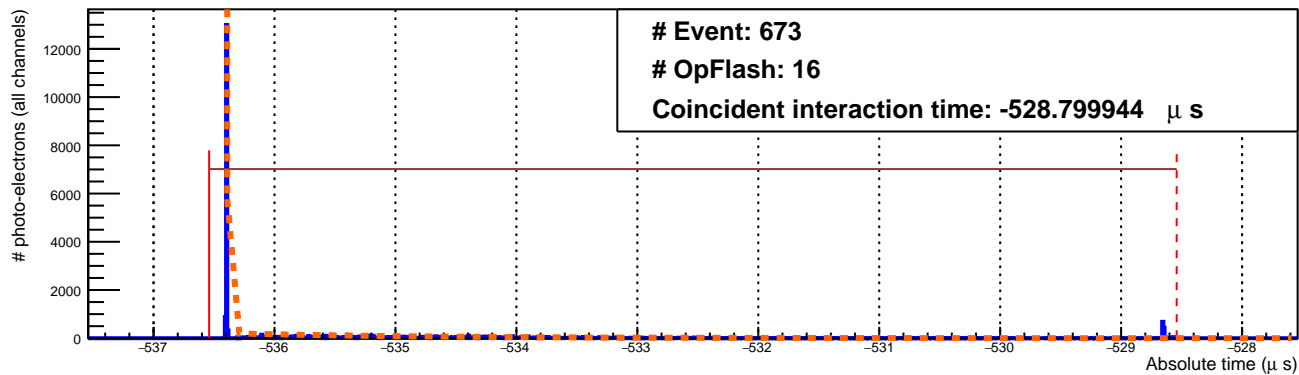 # Event: 673
# OpFlash: 16
Coincident interaction time: -528.799944 μ s
# photo-electrons (all channels)
12000
10000
8000
6000
4000
2000
0
−537 −536 −535 −534 −533 −532 −531 −530 −529 −528
Absolute time (μ s)